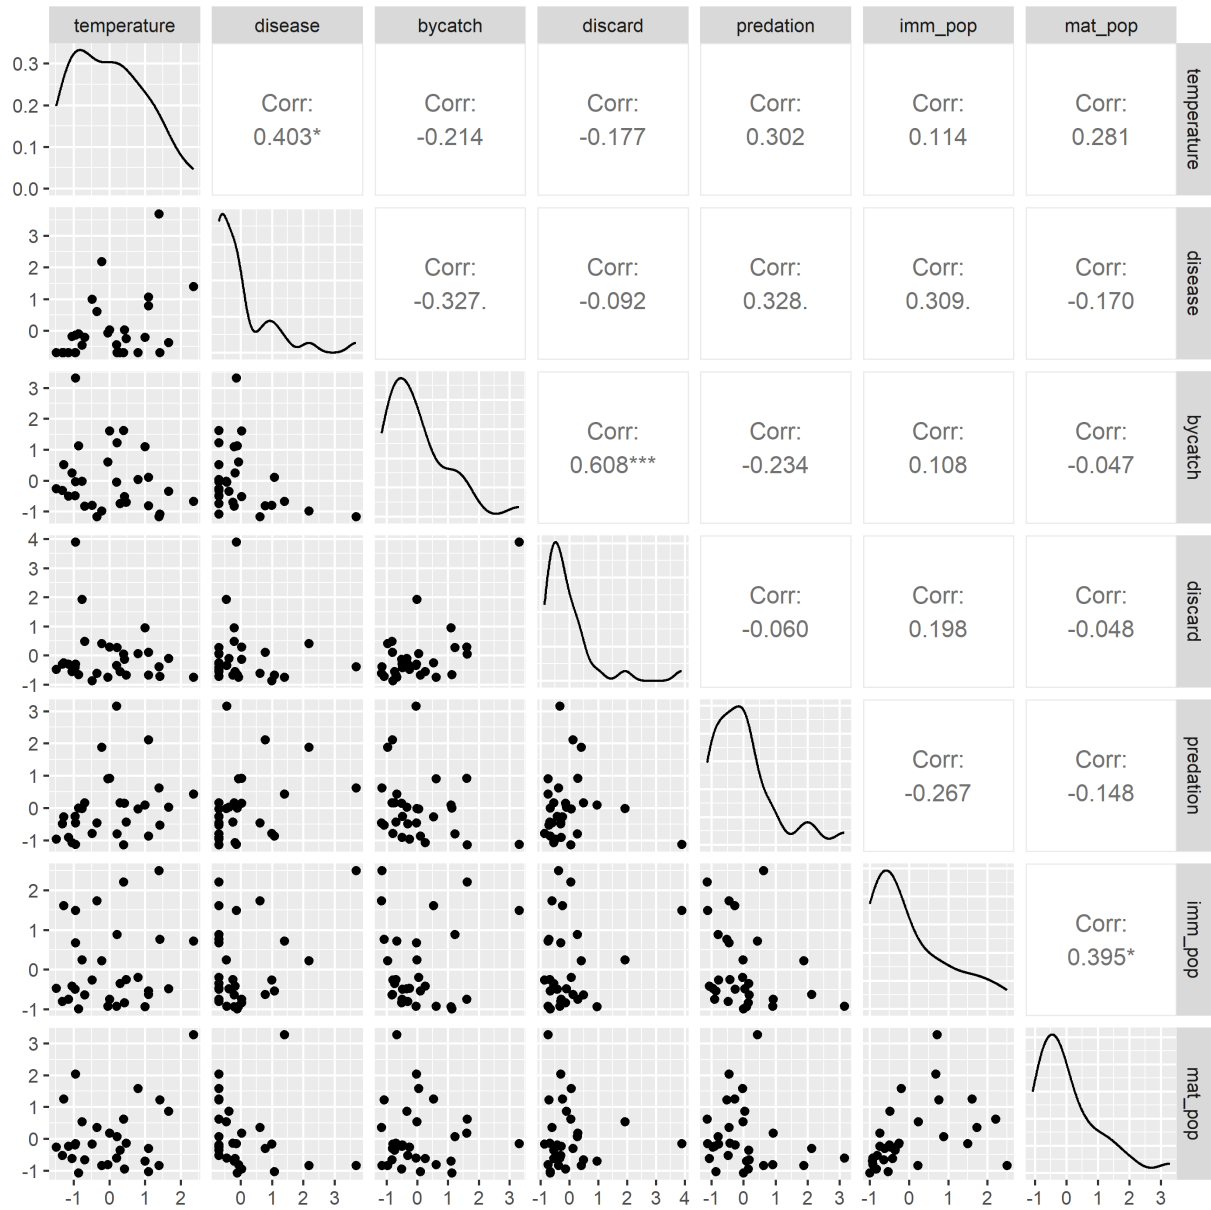 temperature disease bycatch discard predation imm_pop mat_pop
0.3
0.2
0.1
0.0
Corr:
0.403*
Corr:
-0.214
Corr:
-0.177
Corr:
0.302
Corr:
0.114
Corr:
0.281
temperature
3
2
1
0
Corr:
-0.327.
Corr:
-0.092
Corr:
0.328.
Corr:
0.309.
Corr:
-0.170
disease
3
2
1
0
-1
Corr:
0.608***
Corr:
-0.234
Corr:
0.108
Corr:
-0.047
bycatch
4
3
2
1
0
-1
Corr:
-0.060
Corr:
0.198
Corr:
-0.048
discard
3
2
1
0
-1
Corr:
-0.267
Corr:
-0.148
predation
2
1
0
-1
Corr:
0.395*
imm_pop
3
2
1
0
-1
mat_pop
-1 0 1 2
0 1 2 3
-1 0 1 2 3
-1 0 1 2 3 4
-1 0 1 2 3
-1 0 1 2
-1 0 1 2 3